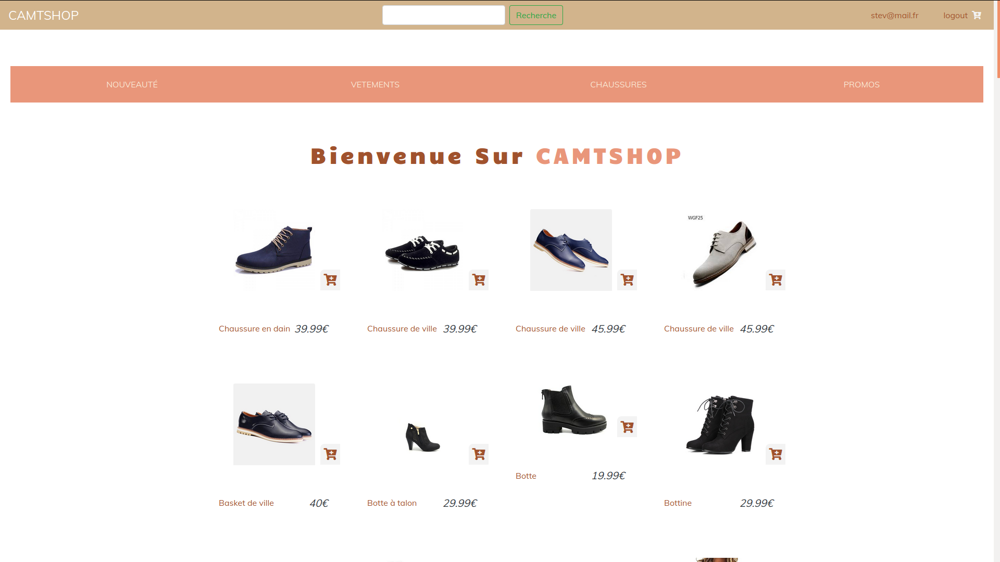 CAMTSHOP
Recherche
stev@mail.fr
logout
NOUVEAUTÉ
VETEMENTS
CHAUSSURES
PROMOS
Bienvenue Sur CAMTSHOP
WGF25
Chaussure en dain 39.99€
Chaussure de ville 39.99€
Chaussure de ville 45.99€
Chaussure de ville 45.99€
Basket de ville 40€
Botte à talon 29.99€
Botte 19.99€
Bottine 29.99€